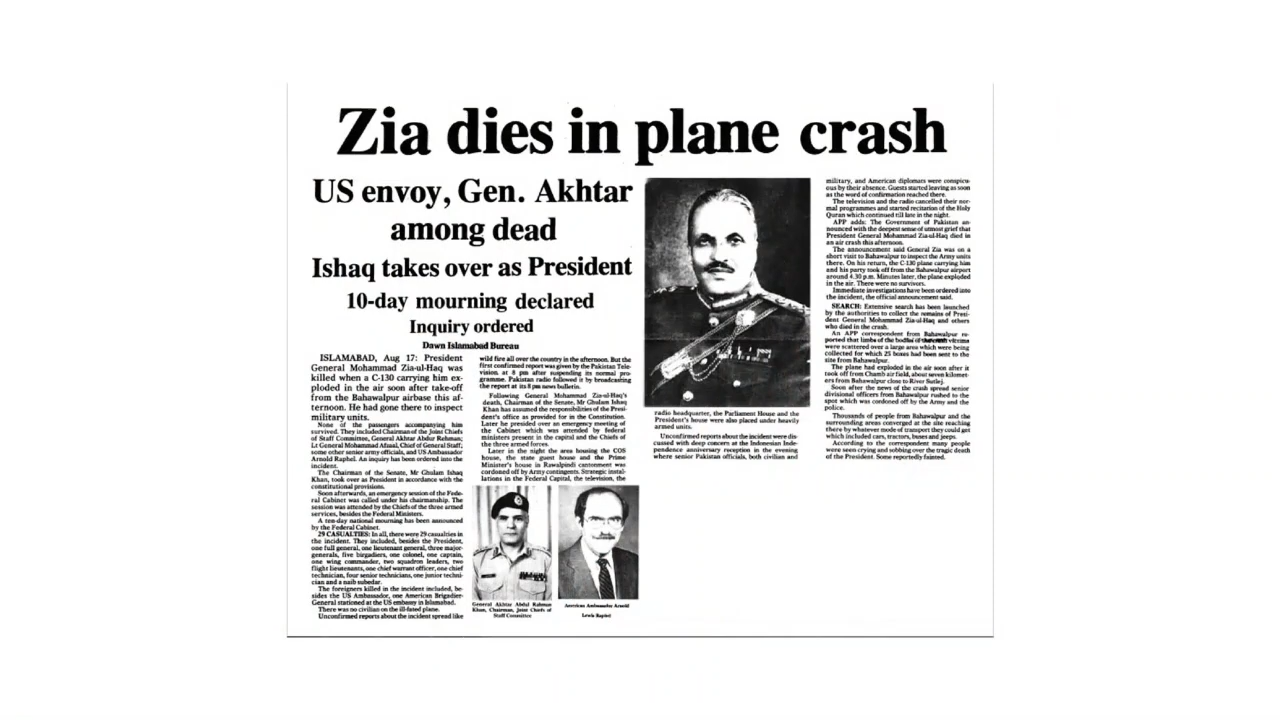 Zia dies in plane crash
US envoy, Gen. Akhtar
among dead
Ishaq takes over as President
10-day mourning declared
Inquiry ordered
Dawn Islamabad Bureau
ISLAMABAD, Aug 17: President
General Mohammad Zia-ul-Haq was
killed when a C-130 carrying him ex-
ploded in the air soon after take-off
from the Bahawalpur airbase this af-
ternoon. He had gone there to inspect
military units.
None of the passengers accompanying him
survived. They included Chairman of the Joint Chiefs
of Staff Committee, General Akhtar Abdur Rehman;
Lt General Mohammad Afzaal, Chief of General Staff;
some other senior army officials, and US Ambassador
Arnold Raphel. An inquiry has been ordered into the
incident.
The Chairman of the Senate, Mr Ghulam Ishaq
Khan, took over as President in accordance with the
constitutional provisions.
Soon afterwards, an emergency session of the Fede-
ral Cabinet was called under his chairmanship. The
session was attended by the Chiefs of the three armed
services, besides the Federal Ministers.
A ten-day national mourning has been announced
by the Federal Cabinet.
29 CASUALTIES: In all, there were 29 casualties in
the incident. They included, besides the President,
one full general, one lieutenant general, three major-
generals, five birgadiers, one colonel, one captain,
one wing commander, two squadron leaders, two
flight lieutenants, one chief warrant officer, one chief
technician, four senior technicians, one junior techni-
cian and a naib subedar.
The foreigners killed in the incident included, be-
sides the US Ambassador, one American Brigadier-
General stationed at the US embassy in Islamabad.
There was no civilian on the ill-fated plane.
Unconfirmed reports about the incident spread like
wild fire all over the country in the afternoon. But the
first confirmed report was given by the Pakistan Tele-
vision at 8 pm after suspending its normal pro-
gramme. Pakistan radio followed it by broadcasting
the report at its 8 pm news bulletin.
Following General Mohammad Zia-ul-Haq's
death, Chairman of the Senate, Mr Ghulam Ishaq
Khan has assumed the responsibilities of the Presi-
dent's office as provided for in the Constitution.
Later he presided over an emergency meeting of
the Cabinet which was attended by federal
ministers present in the capital and the Chiefs of
the three armed forces.
Later in the night the area housing the COS
house, the state guest house and the Prime
Minister's house in Rawalpindi cantonment was
cordoned off by Army contingents. Strategic instal-
lations in the Federal Capital, the television, the
General Akhtar Abdul Rahman
Khan, Chairman, Joint Chiefs of
Staff Committee
American Ambassador Arnold
Lewis Raphel
radio headquarter, the Parliament House and the
President's house were also placed under heavily
armed units.
Unconfirmed reports about the incident were dis-
cussed with deep concern at the Indonesian Inde-
pendence anniversary reception in the evening
where senior Pakistan officials, both civilian and
military, and American diplomats were conspicu-
ous by their absence. Guests started leaving as soon
as the word of confirmation reached there.
The television and the radio cancelled their nor-
mal programmes and started recitation of the Holy
Quran which continued till late in the night.
APP adds: The Government of Pakistan an-
nounced with the deepest sense of utmost grief that
President General Mohammad Zia-ul-Haq died in
an air crash this afternoon.
The announcement said General Zia was on a
short visit to Bahawalpur to inspect the Army units
there. On his return, the C-130 plane carrying him
and his party took off from the Bahawalpur airport
around 4.30 p.m. Minutes later, the plane exploded
in the air. There were no survivors.
Immediate investigations have been ordered into
the incident, the official announcement said.
SEARCH: Extensive search has been launched
by the authorities to collect the remains of Presi-
dent General Mohammad Zia-ul-Haq and others
who died in the crash.
An APP correspondent from Bahawalpur re-
ported that limbs of the bodies of the victims
were scattered over a large area which were being
collected for which 25 boxes had been sent to the
site from Bahawalpur.
The plane had exploded in the air soon after it
took off from Chamb air field, about seven kilomet-
ers from Bahawalpur close to River Sutlej.
Soon after the news of the crash spread senior
divisional officers from Bahawalpur rushed to the
spot which was cordoned off by the Army and the
police.
Thousands of people from Bahawalpur and the
surrounding areas converged at the site reaching
there by whatever mode of transport they could get
which included cars, tractors, buses and jeeps.
According to the correspondent many people
were seen crying and sobbing over the tragic death
of the President. Some reportedly fainted.